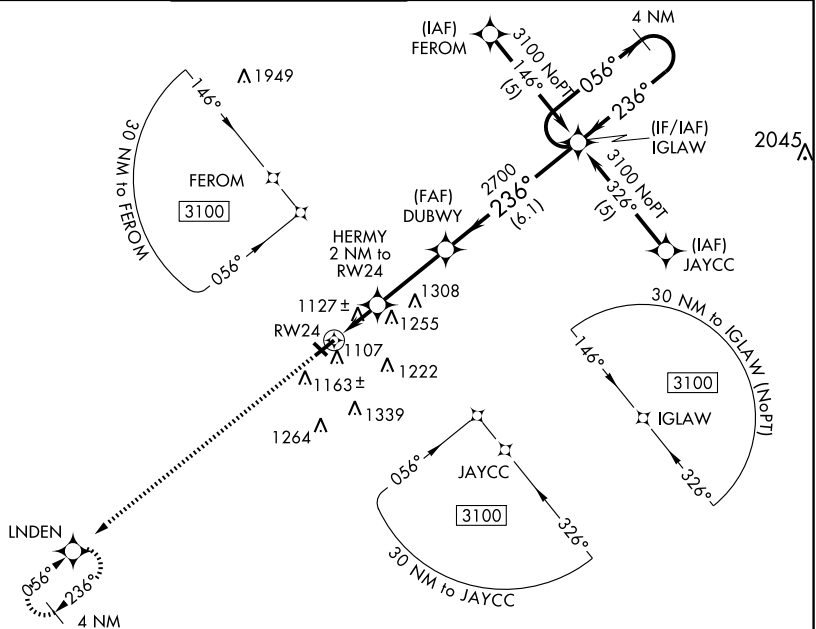 (IAF)
FEROM
4 NM
3100 NoPT
146°
(5)
056°
236°
(IF/IAF)
IGLAW
2045
1949
146°
30 NM to FEROM
FEROM
3100
056°
2700
236°
(6.1)
3100 NoPT
326°
(5)
(IAF)
JAYCC
(FAF)
DUBWY
HERMY
2 NM to
RW24
1308
1127±
1255
RW24
1107
1222
1163±
1339
1264
30 NM to IGLAW (NoPT)
146°
3100
IGLAW
326°
056°
JAYCC
3100
326°
30 NM to JAYCC
LNDEN
056°
236°
4 NM